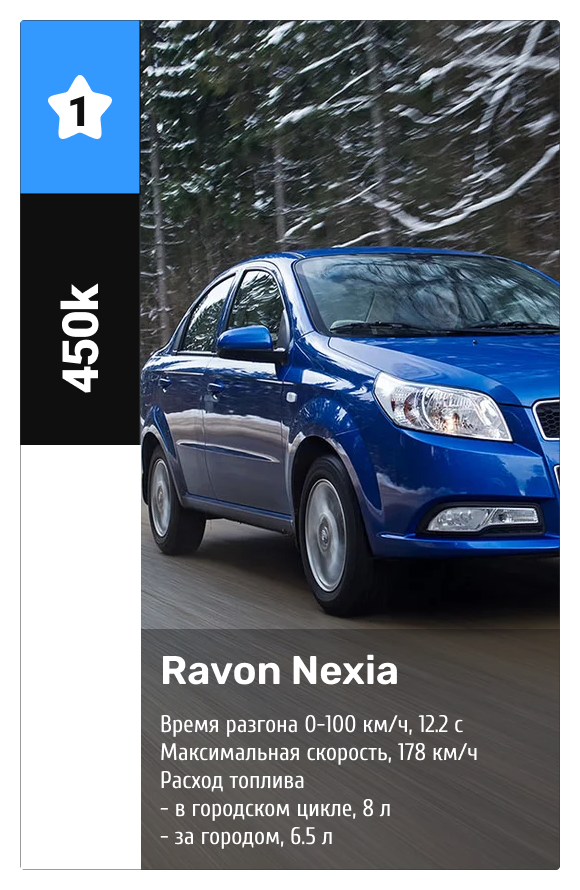 1
450k
Ravon Nexia
Время разгона 0-100 км/ч, 12.2 с
Максимальная скорость, 178 км/ч
Расход топлива
- в городском цикле, 8 л
- за городом, 6.5 л